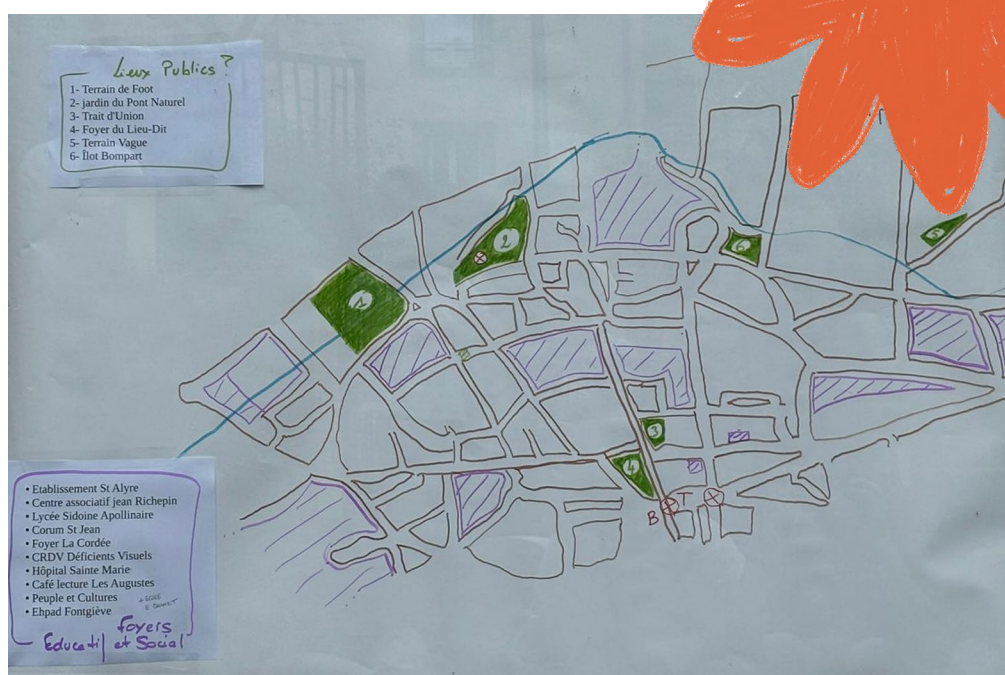 Lieux Publics ?
1- Terrain de Foot
2- jardin du Pont Naturel
3- Trait d'Union
4- Foyer du Lieu-Dit
5- Terrain Vague
6- Îlot Bompart
1
2
6
5
3
4
B
T
• Etablissement St Alyre
• Centre associatif jean Richepin
• Lycée Sidoine Apollinaire
• Corum St Jean
• Foyer La Cordée
• CRDV Déficients Visuels
• Hôpital Sainte Marie
• Café lecture Les Augustes
• Peuple et Cultures
• Ehpad Fontgiève
Foyers
Educatif et Social